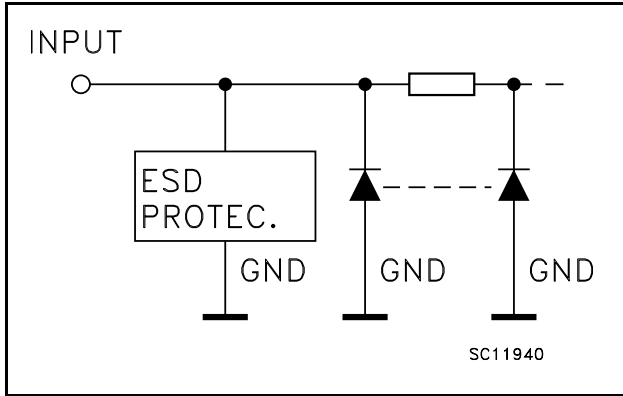 INPUT
ESD
PROTEC.
GND
GND
GND
SC11940